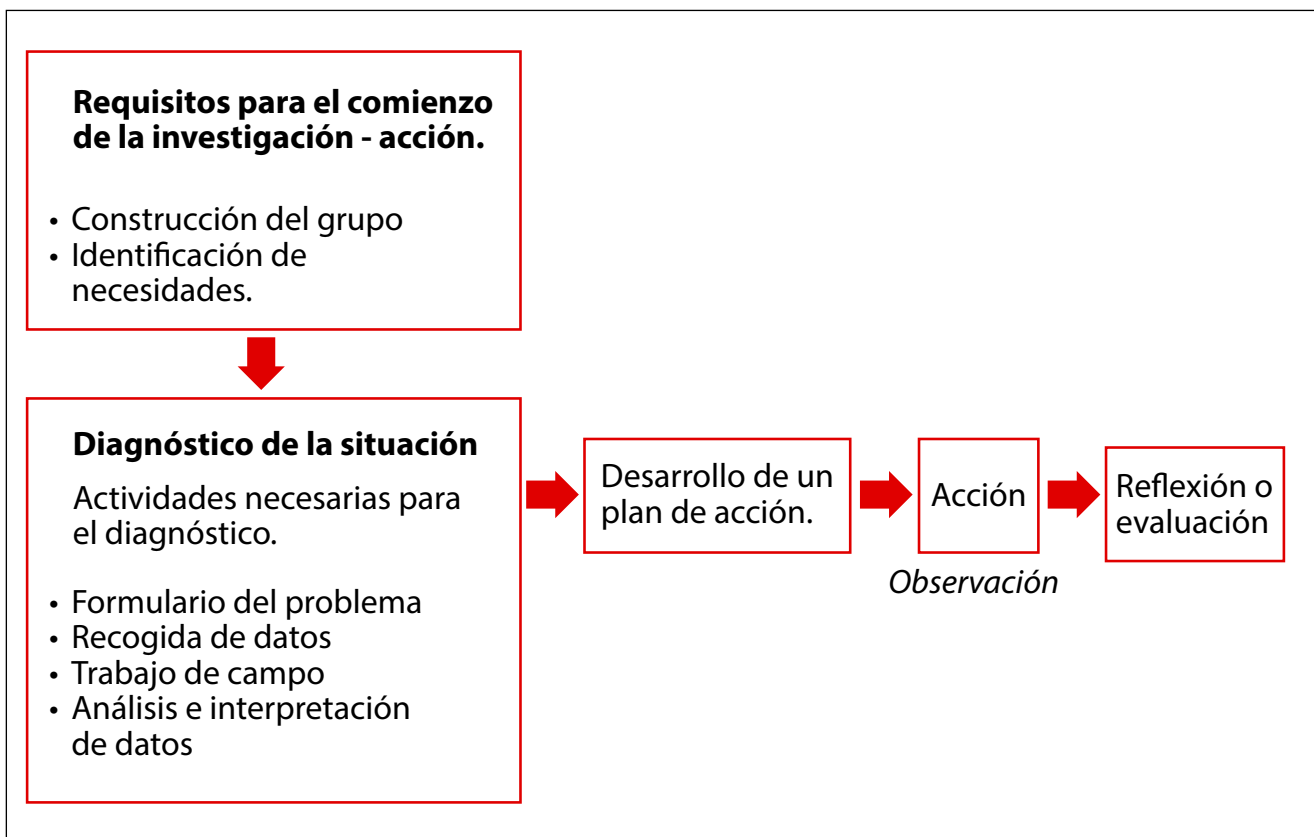 Requisitos para el comienzo
de la investigación - acción.
• Construcción del grupo
• Identificación de
necesidades.
Diagnóstico de la situación
Actividades necesarias para
el diagnóstico.
• Formulario del problema
• Recogida de datos
• Trabajo de campo
• Análisis e interpretación
de datos
Desarrollo de un
plan de acción.
Acción
Observación
Reflexión o
evaluación